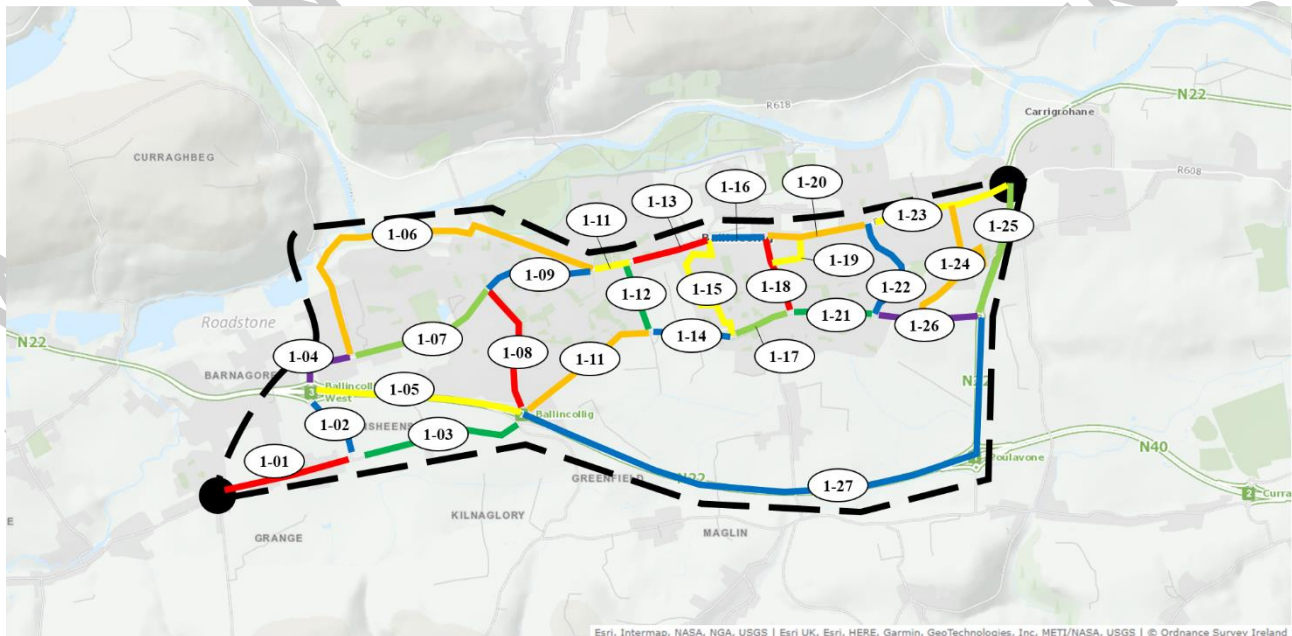 N22
Carrigrohane
R618
CURRAGHBEG
R608
1-16
1-20
1-13
1-23
1-06
1-11
1-25
1-09
1-19
1-24
1-12
1-15
1-18
1-22
Roadstone
1-07
1-14
1-21
1-26
N22
1-04
1-08
1-11
1-17
BARNAGORE
3
West
1-05
N22
2
Ballincollig
1-02
1-03
1-01
N40
Poulavone
GREENFIELD
N22
1-27
2
KILNAGLORY
MAGLIN
GRANGE
E
Esri, Intermap, NASA, NGA, USGS | Esri UK, Esri, HERE, Garmin, GeoTechnologies, Inc, METI/NASA, USGS | © Ordnance Survey Ireland